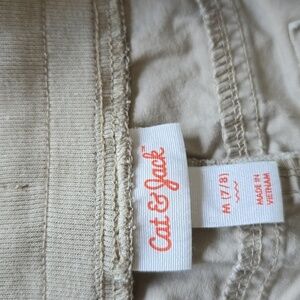 Cat & Jack™
M (7/8)
MADE IN
VIETNAM